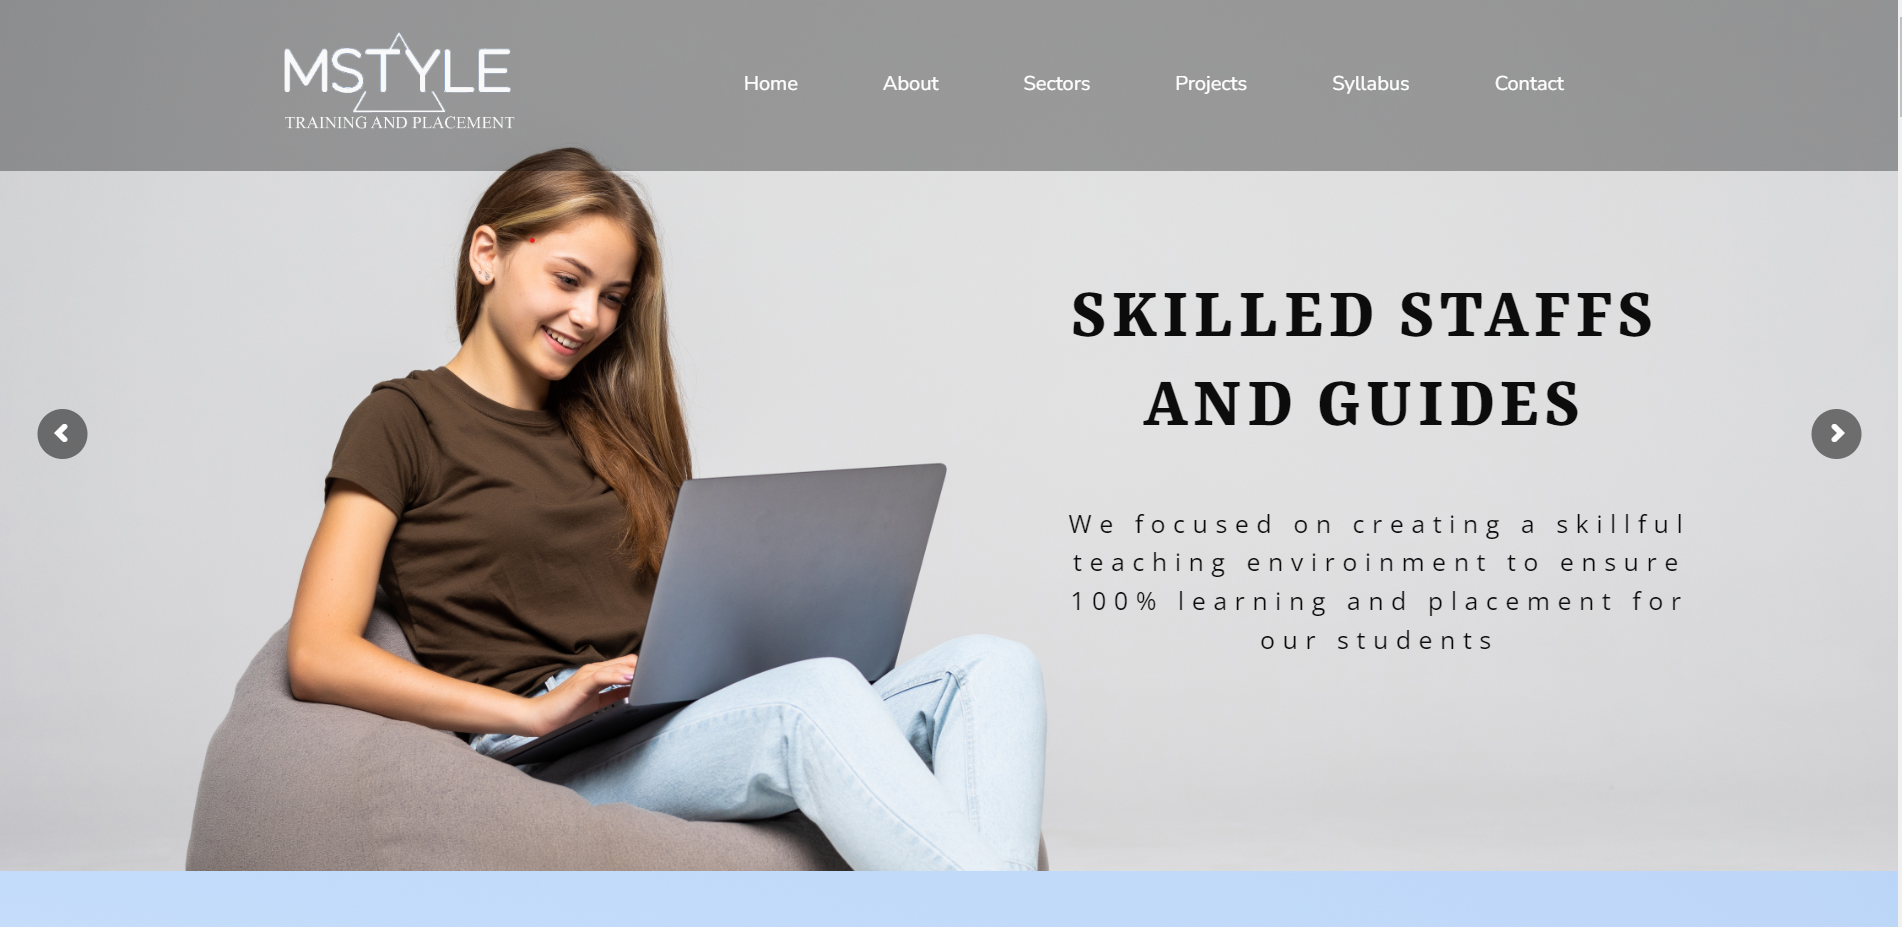 MSTYLE
TRAINING AND PLACEMENT
Home About Sectors Projects Syllabus Contact
SKILLED STAFFS
AND GUIDES
We focused on creating a skillful
teaching enviroinment to ensure
100% learning and placement for
our students